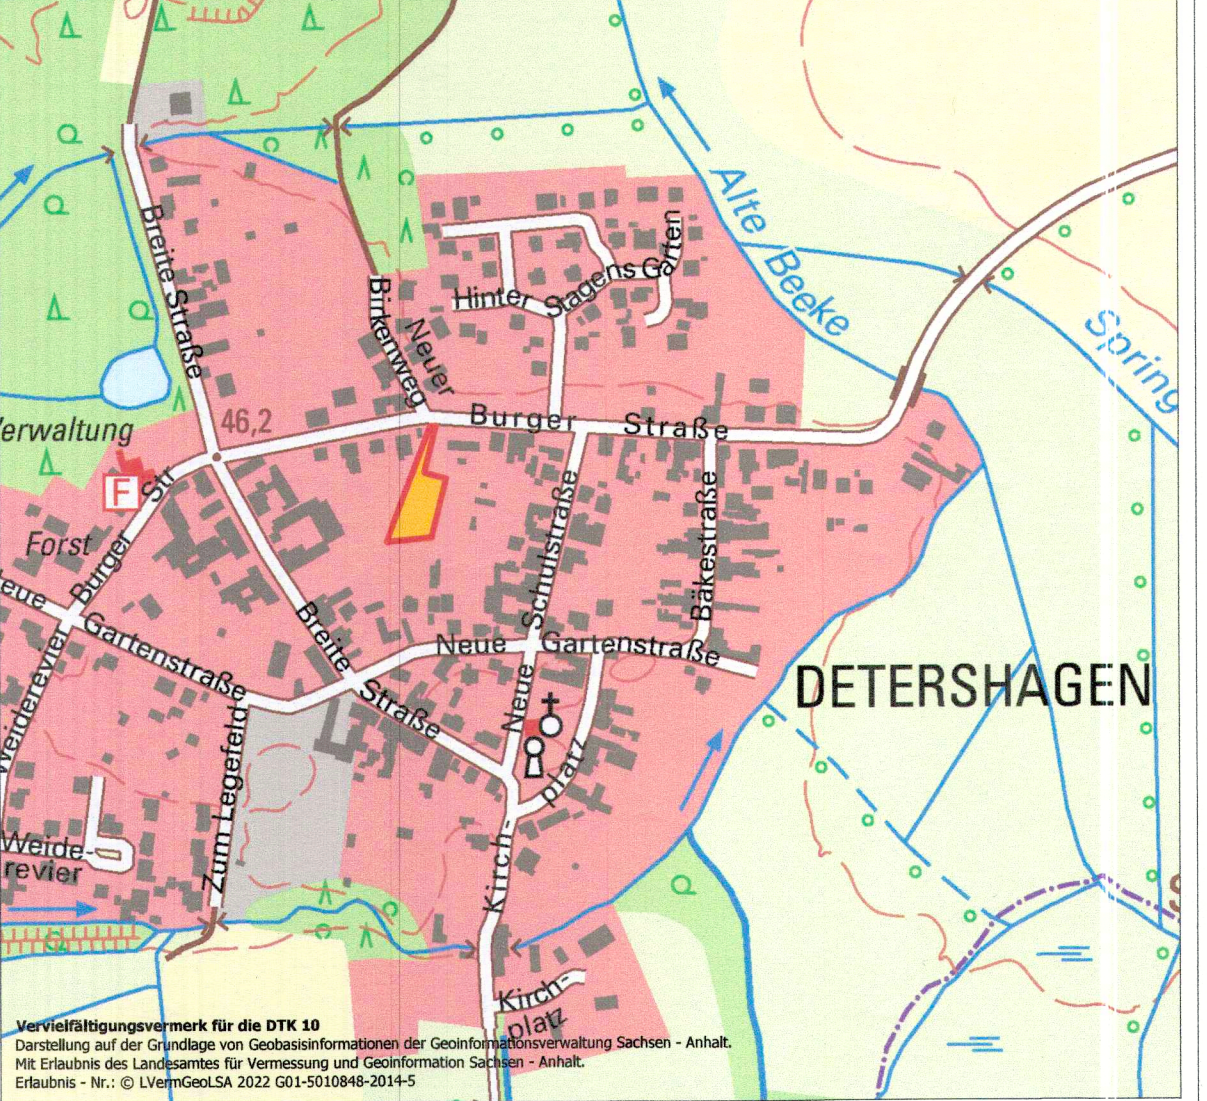 Alte Beeke
Spring
Breite Straße
Birkenweg
Neuer
Hinter Stagens Garten
46,2
Burger Straße
erwaltung
F
Burger Str
Forst
eue
Gartenstraße
Schulstraße
Bäkestraße
Breite
Straße
Neue Gartenstraße
DETERSHAGEN
Neue
Kirch-
platz
Weiderevier
Zum Legefeld
Weide-
revier
S
Kirch-
platz
Vervielfältigungsvermerk für die DTK 10
Darstellung auf der Grundlage von Geobasisinformationen der Geoinformationsverwaltung Sachsen - Anhalt.
Mit Erlaubnis des Landesamtes für Vermessung und Geoinformation Sachsen - Anhalt.
Erlaubnis - Nr.: © LVermGeoLSA 2022 G01-5010848-2014-5